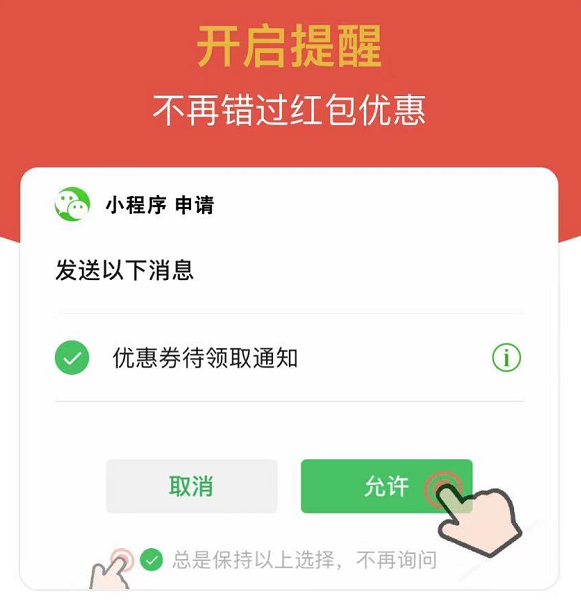 开启提醒
不再错过红包优惠
小程序 申请
发送以下消息
优惠券待领取通知
取消
允许
总是保持以上选择，不再询问